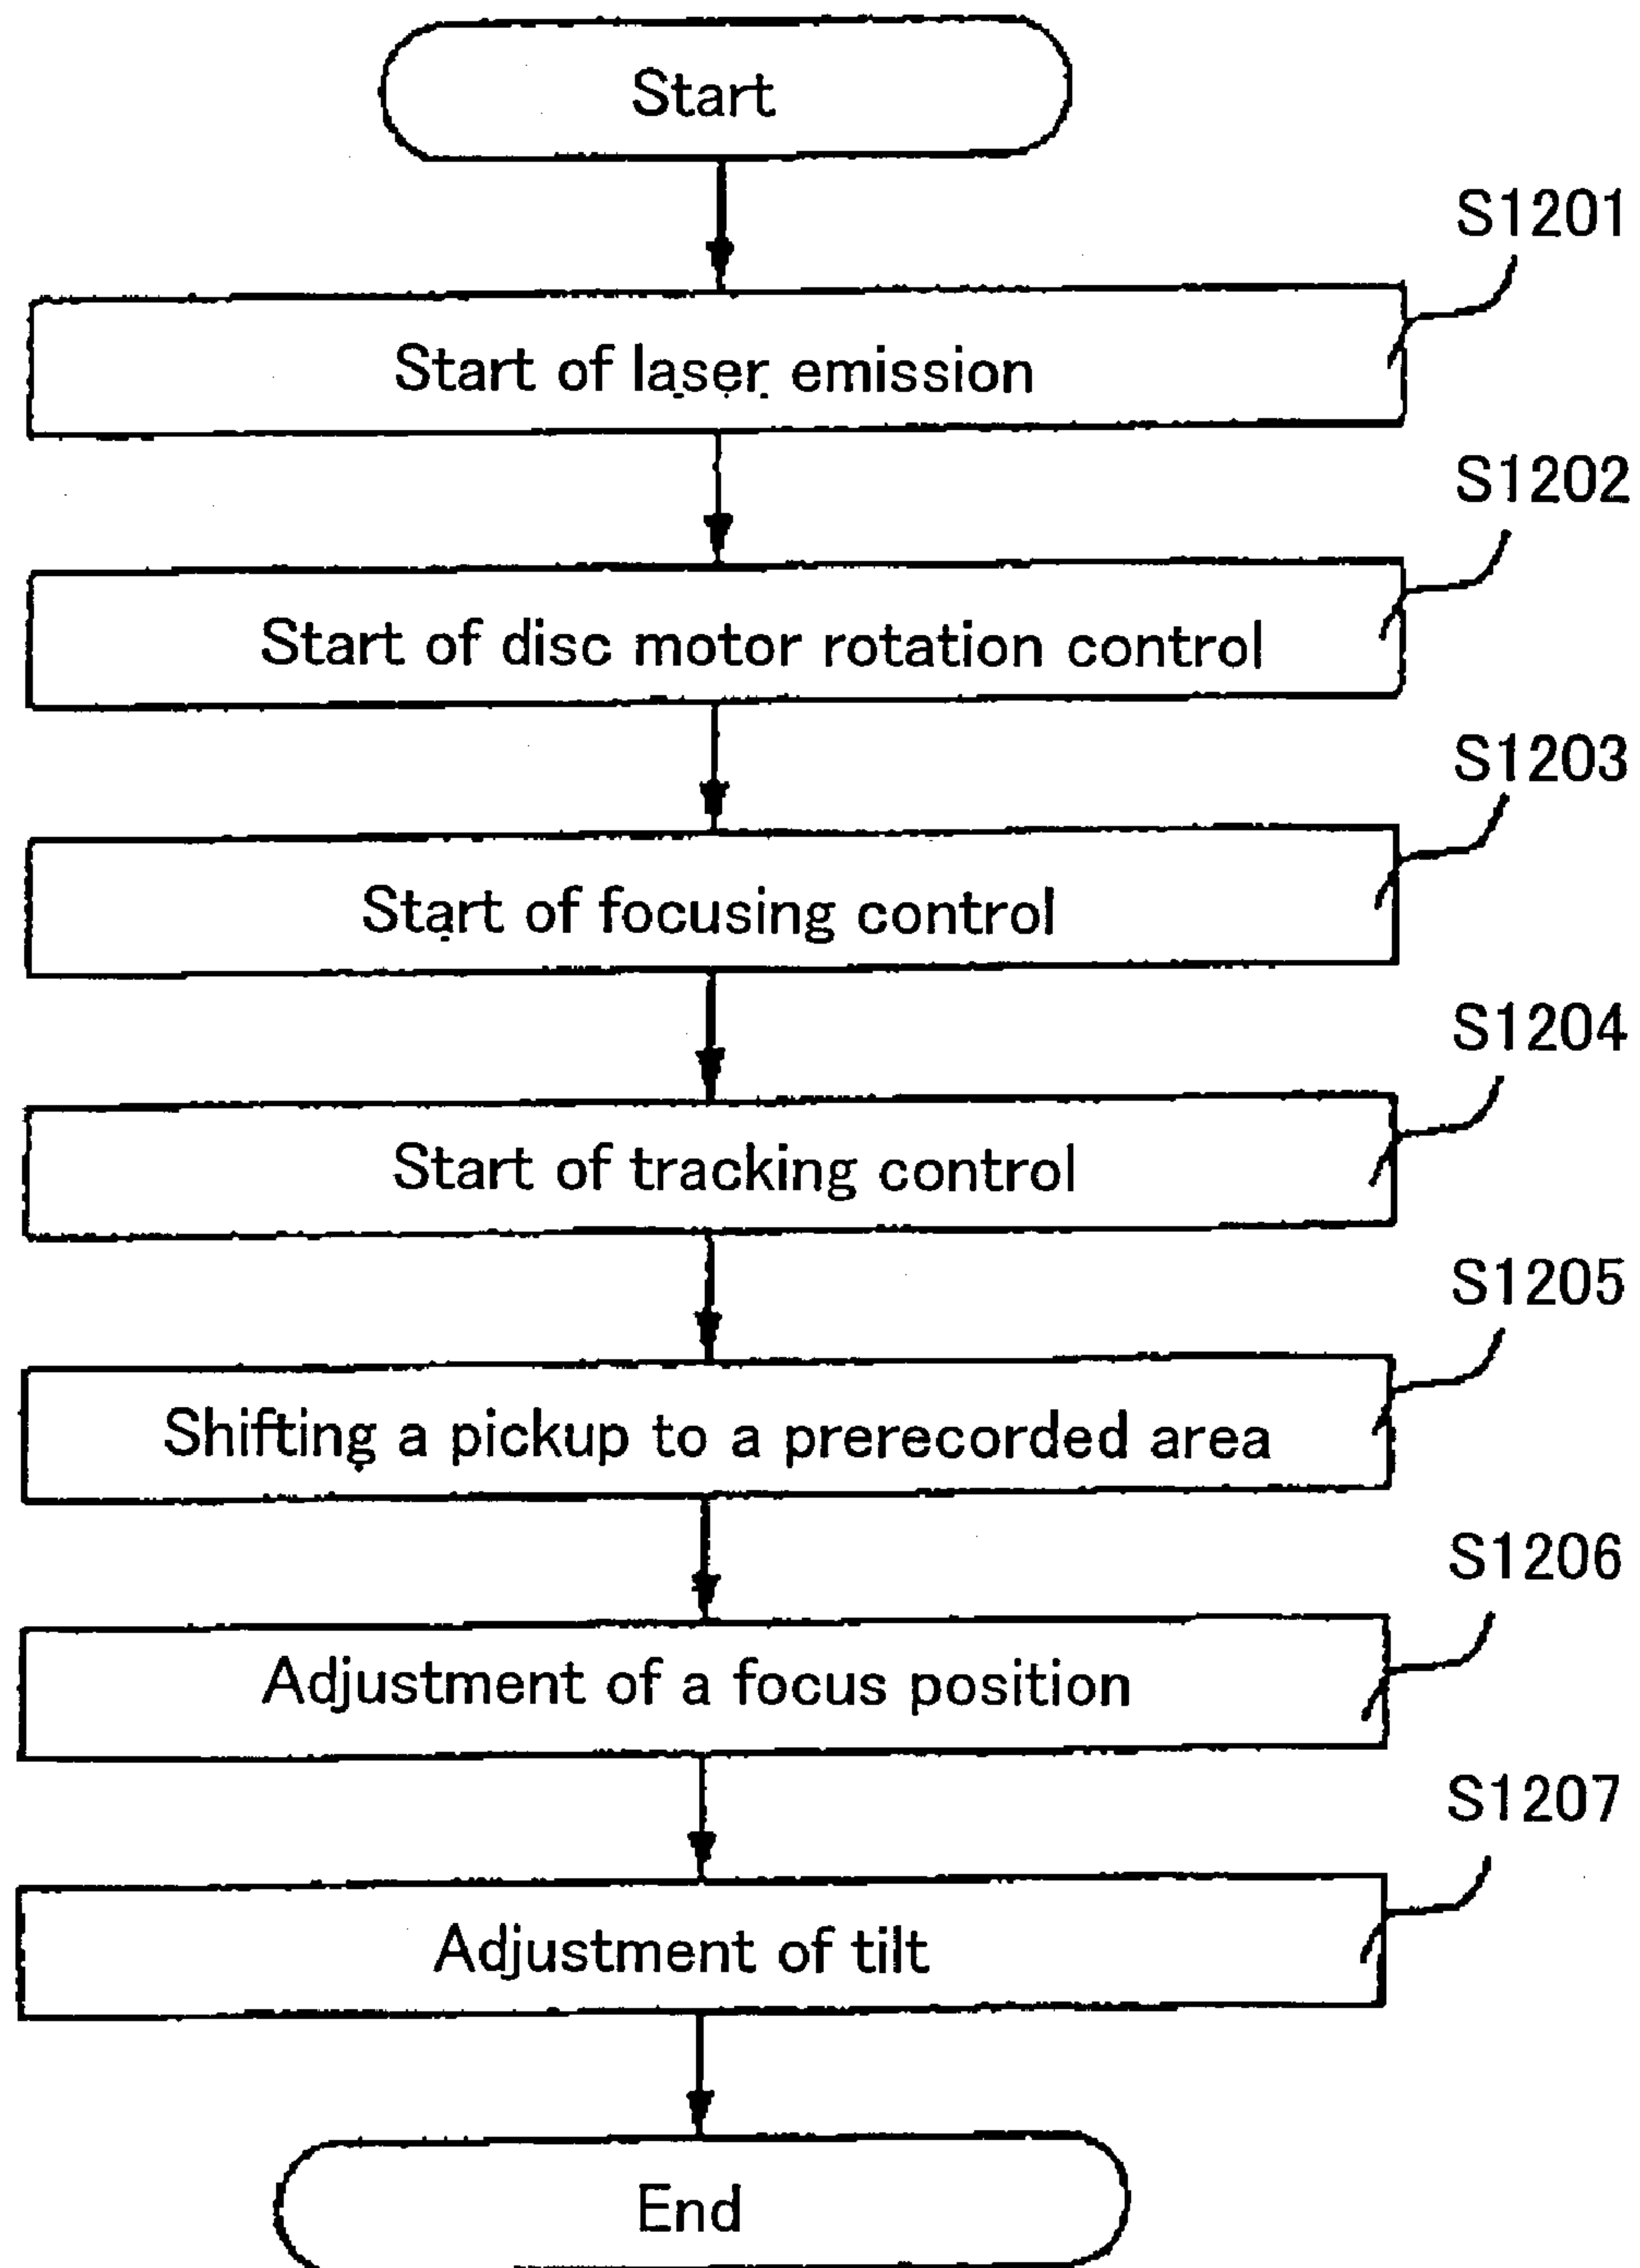 Start
S1201
Start of laser emission
S1202
Start of disc motor rotation control
S1203
Start of focusing control
S1204
Start of tracking control
S1205
Shifting a pickup to a prerecorded area
S1206
Adjustment of a focus position
S1207
Adjustment of tilt
End